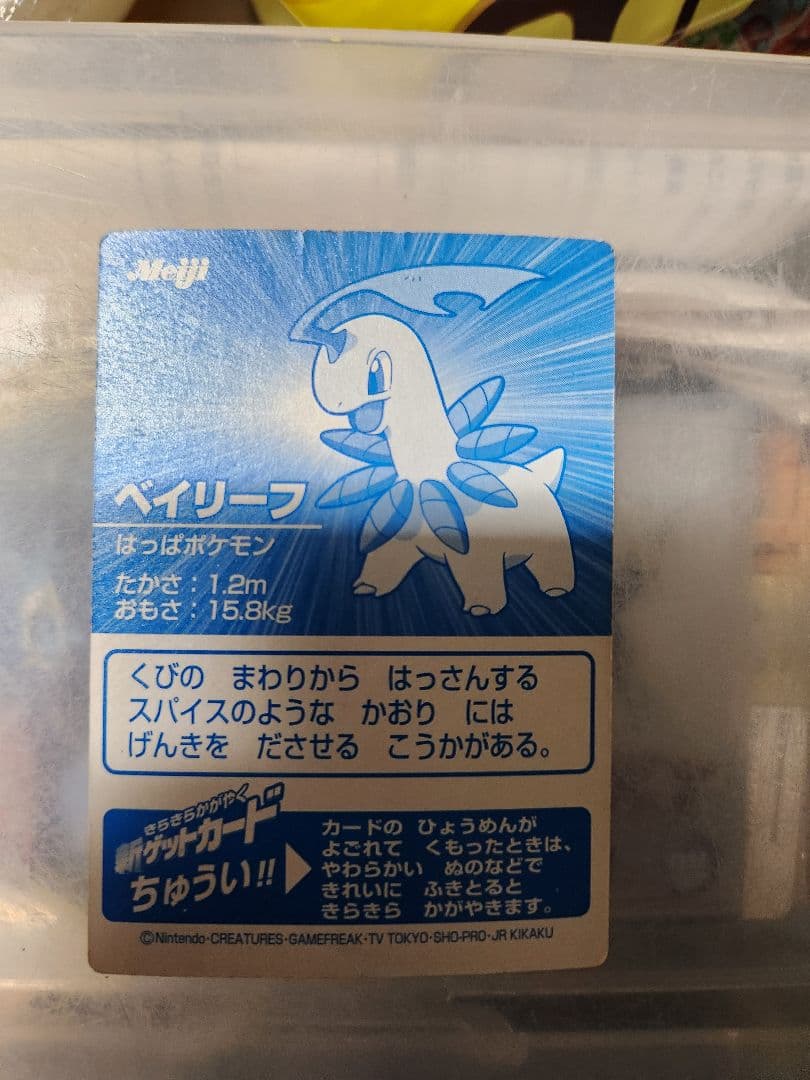 Meiji
ベイリーフ
はっぱポケモン
たかさ：1.2m
おもさ：15.8kg
くびの　まわりから　はっさんする
スパイスのような　かおり　には
げんきを　ださせる　こうかがある。
きらきらかがやく
新ゲットカード
ちゅうい!!
カードの　ひょうめんが
よごれて　くもったときは、
やわらかい　ぬのなどで
きれいに　ふきとると
きらきら　かがやきます。
©Nintendo・CREATURES・GAMEFREAK・TV TOKYO・SHO-PRO・JR KIKAKU